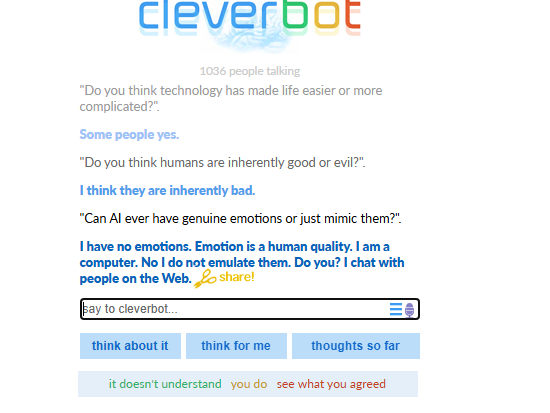 cleverbot
1036 people talking
"Do you think technology has made life easier or more
complicated?".
Some people yes.
"Do you think humans are inherently good or evil?".
I think they are inherently bad.
"Can AI ever have genuine emotions or just mimic them?".
I have no emotions. Emotion is a human quality. I am a
computer. No I do not emulate them. Do you? I chat with
people on the Web. share!
say to cleverbot...
think about it think for me thoughts so far
it doesn't understand you do see what you agreed